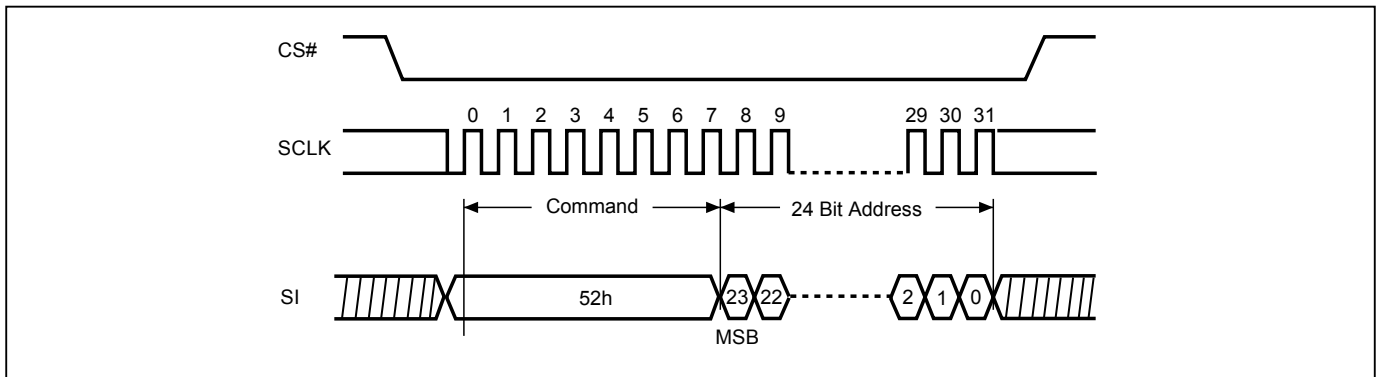 CS#
0 1 2 3 4 5 6 7 8 9 29 30 31
SCLK
Command 24 Bit Address
SI 52h 23 22 2 1 0
MSB